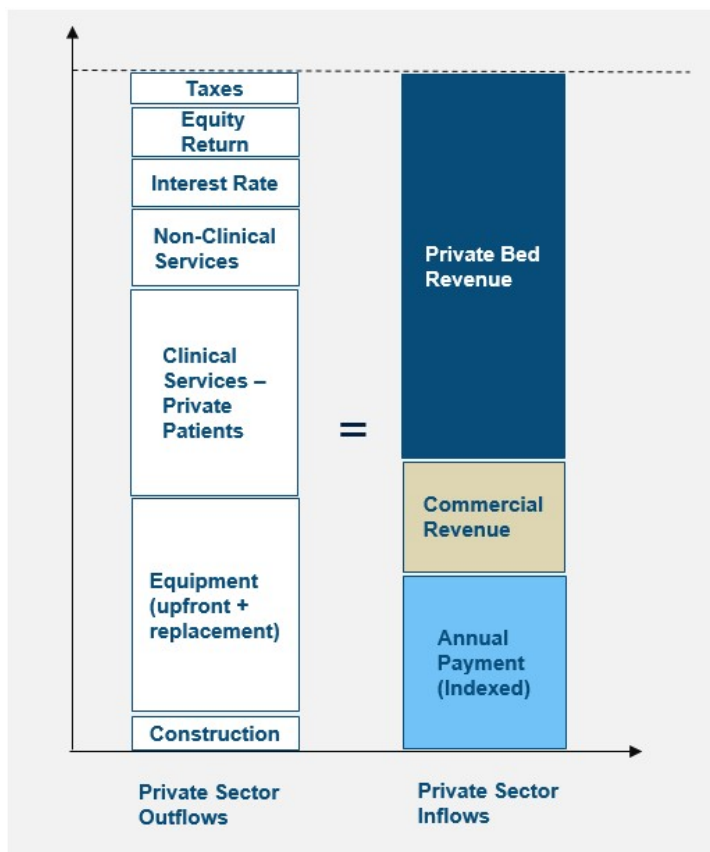 Taxes
Equity
Return
Interest Rate
Non-Clinical
Services
Clinical
Services –
Private
Patients
Equipment
(upfront +
replacement)
Construction
=
Private Bed
Revenue
Commercial
Revenue
Annual
Payment
(Indexed)
Private Sector
Outflows
Private Sector
Inflows